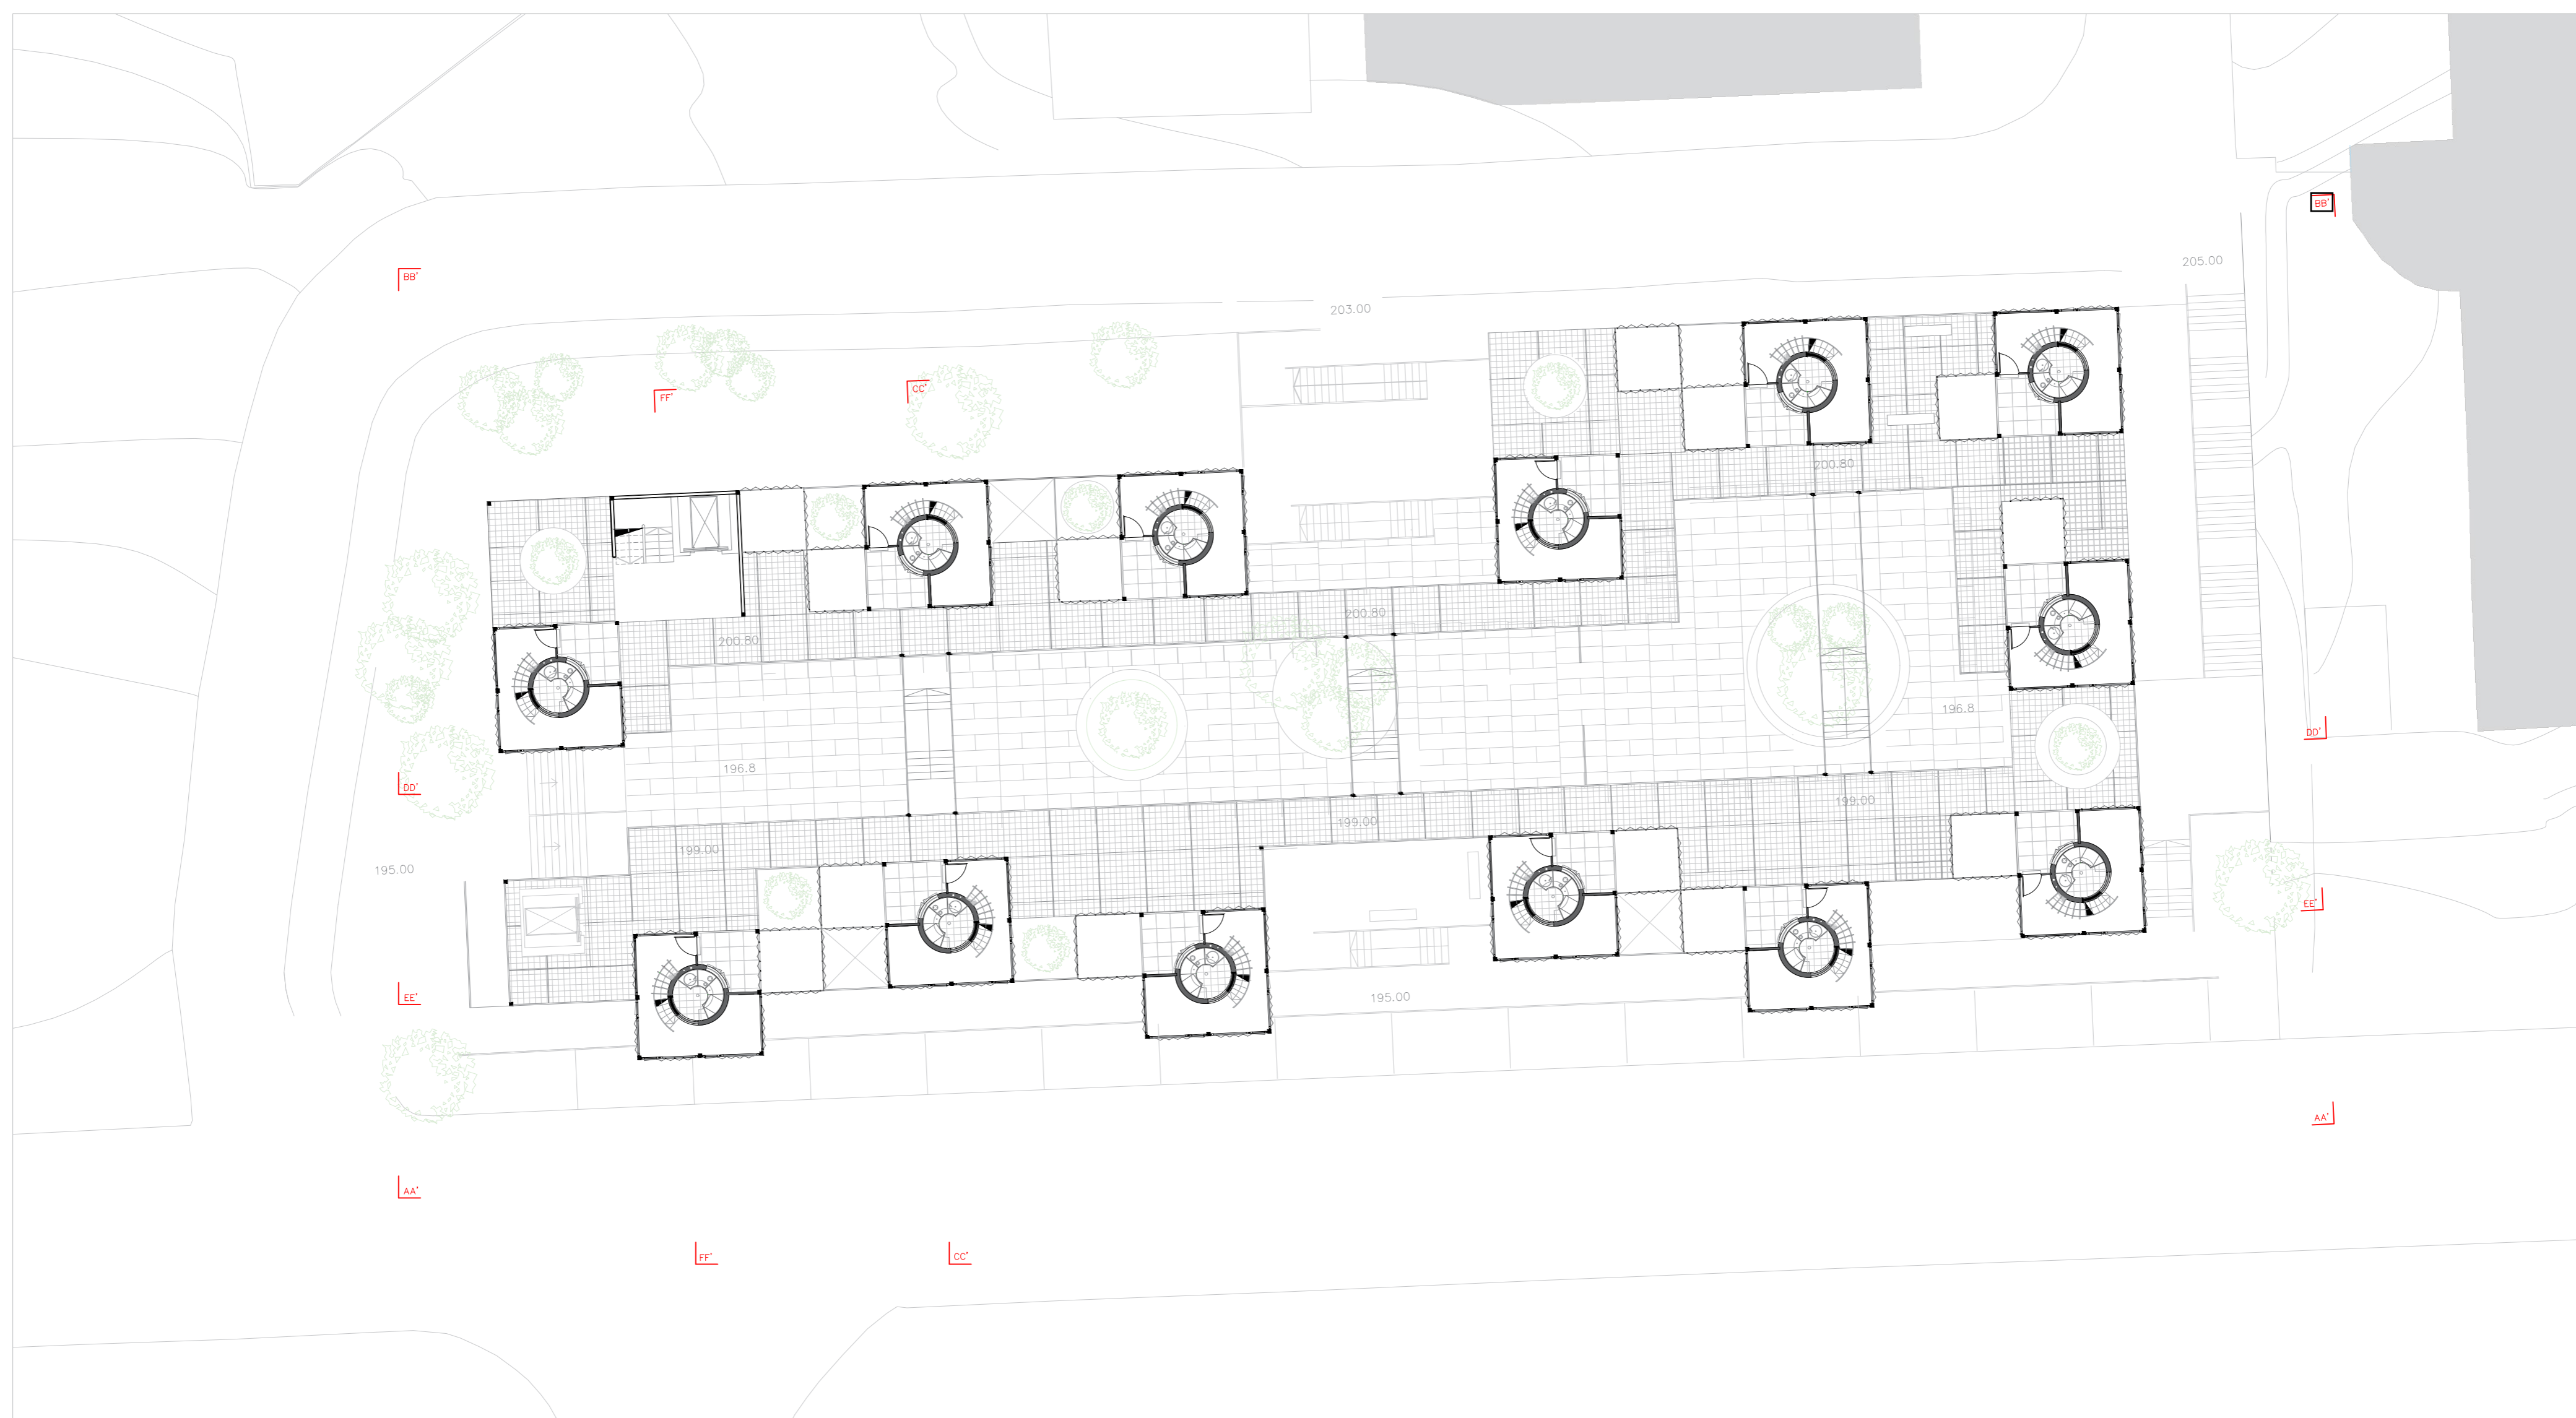 BB'
205.00
BB'
203.00
FF'
CC'
200.80
200.80
200.80
196.8
DD'
196.8
DD'
199.00
199.00
199.00
195.00
EE'
EE'
195.00
AA'
AA'
FF'
CC'